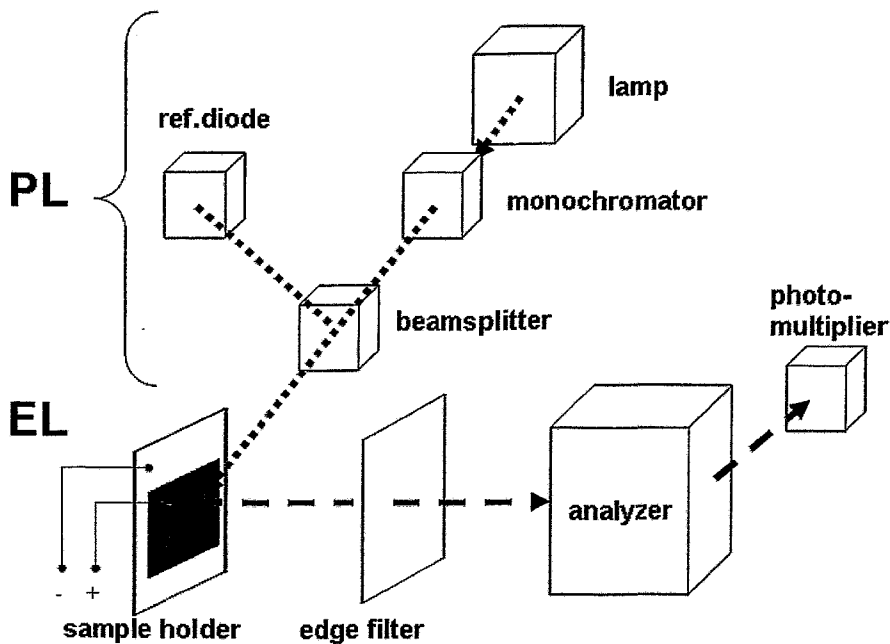 lamp
ref.diode
PL
monochromator
beamsplitter
photo-
multiplier
EL
analyzer
- +
sample holder
edge filter